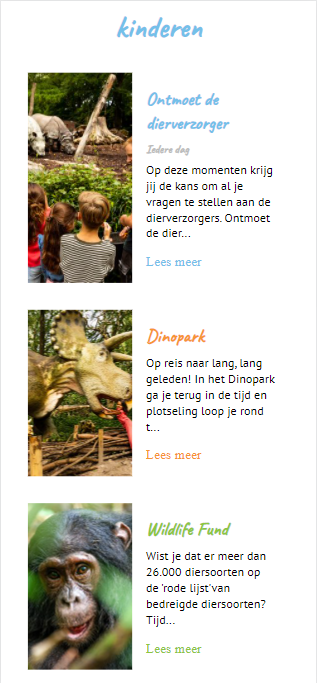 kinderen
Ontmoet de
dierverzorger
Iedere dag
Op deze momenten krijg
jij de kans om al je
vragen te stellen aan de
dierverzorgers. Ontmoet
de dier...
Lees meer
Dinopark
Op reis naar lang, lang
geleden! In het Dinopark
ga je terug in de tijd en
plotseling loop je rond
t...
Lees meer
Wildlife Fund
Wist je dat er meer dan
26.000 diersoorten op
de 'rode lijst'van
bedreigde diersoorten?
Tijd...
Lees meer